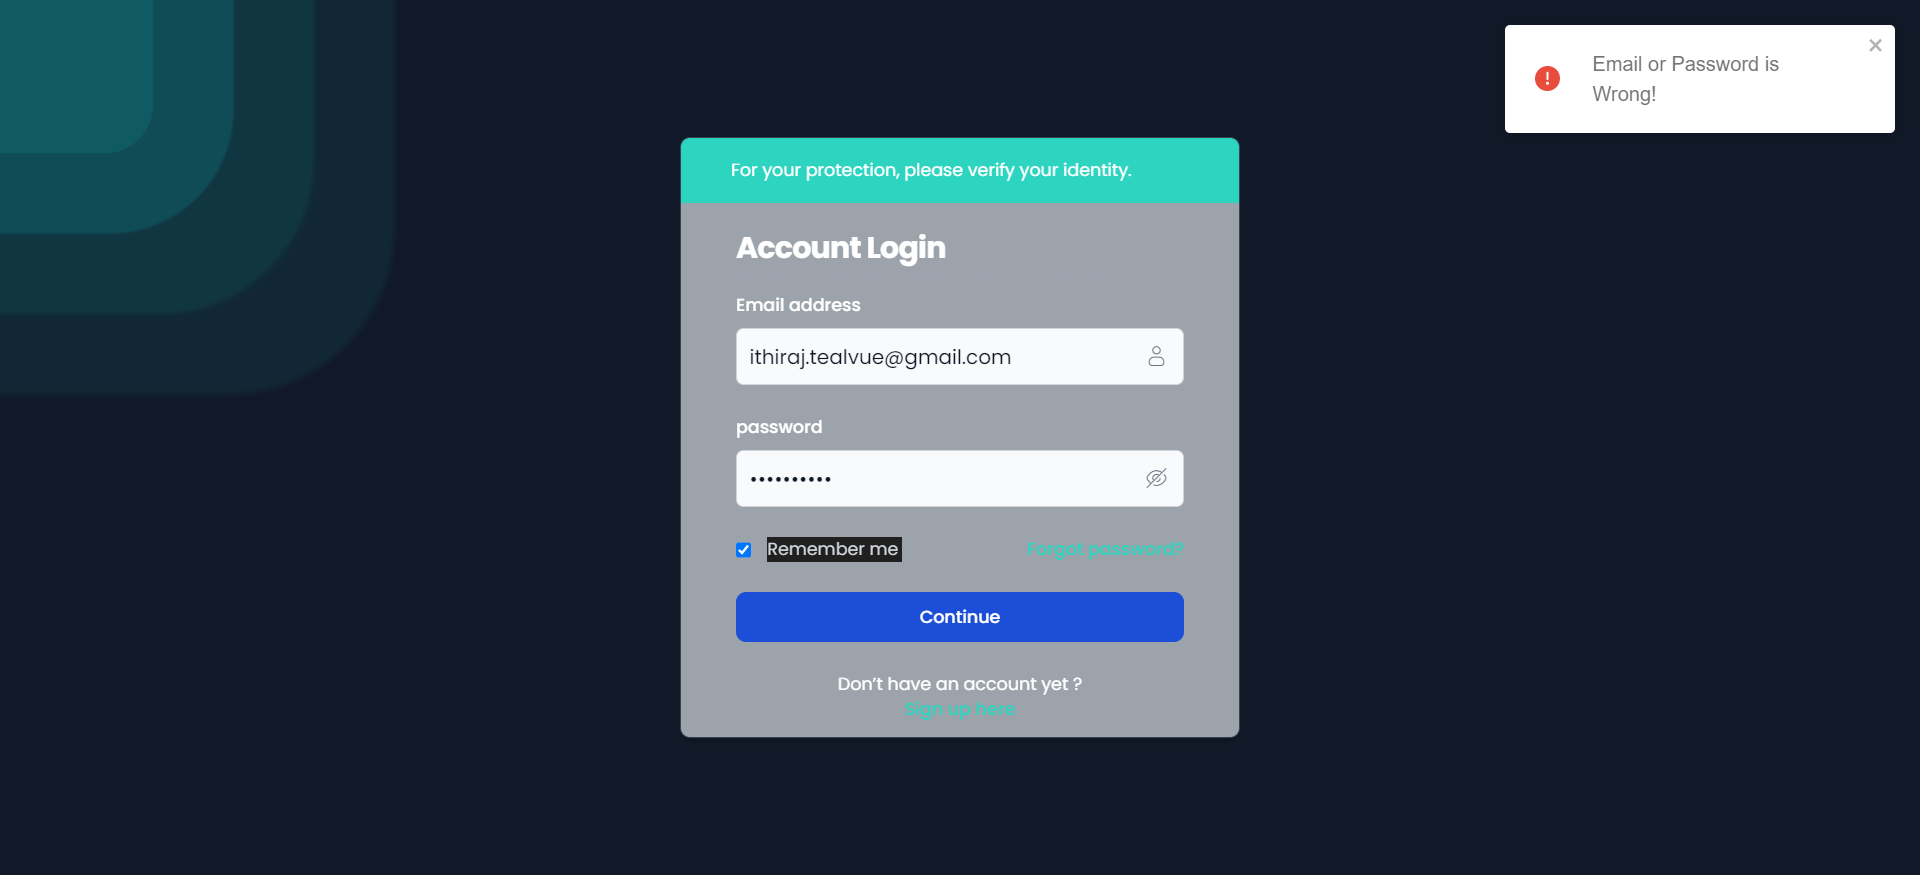 Email or Password is
Wrong!
For your protection, please verify your identity.
Account Login
Email address
ithiraj.tealvue@gmail.com
password
••••••••••
Remember me
Forgot password?
Continue
Don’t have an account yet ?
Sign up here